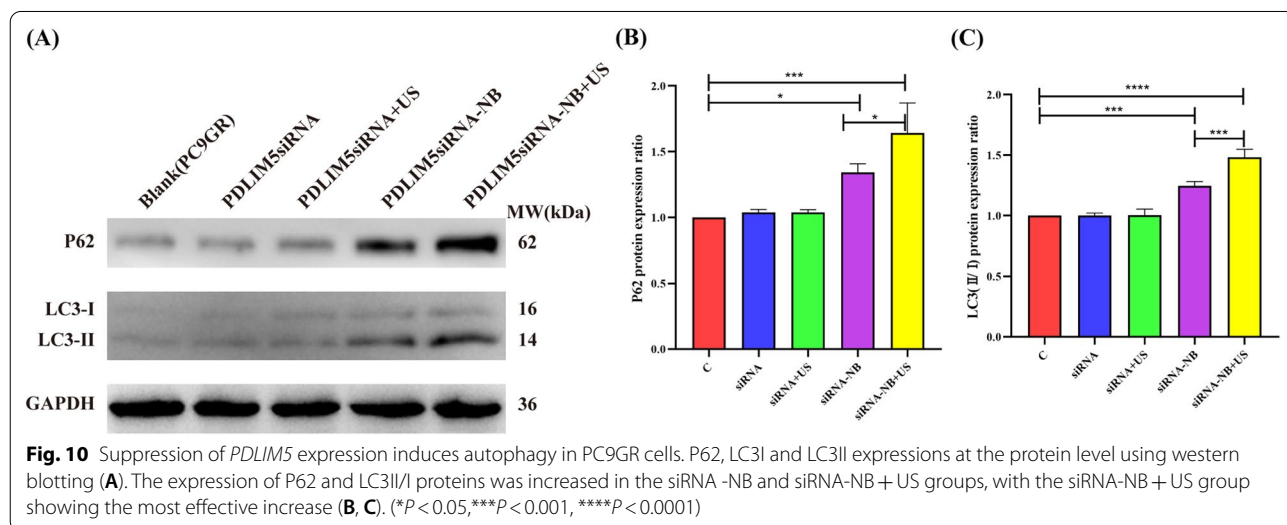 (A)
Blank(PC9GR)
PDLIM5siRNA
PDLIM5siRNA+US
PDLIM5siRNA-NB
PDLIM5siRNA-NB+US
MW(kDa)
P62
62
LC3-I
16
LC3-II
14
GAPDH
36
(B)
P62 protein expression ratio
2.0
1.5
1.0
0.5
0.0
***
*
*
C
siRNA
siRNA+US
siRNA-NB
siRNA-NB+US
(C)
LC3(II/ I) protein expression ratio
2.0
1.5
1.0
0.5
0.0
****
***
***
C
siRNA
siRNA+US
siRNA-NB
siRNA-NB+US
Fig. 10 Suppression of PDLIM5 expression induces autophagy in PC9GR cells. P62, LC3I and LC3II expressions at the protein level using western
blotting (A). The expression of P62 and LC3II/I proteins was increased in the siRNA -NB and siRNA-NB + US groups, with the siRNA-NB + US group
showing the most effective increase (B, C). (*P < 0.05,***P < 0.001, ****P < 0.0001)